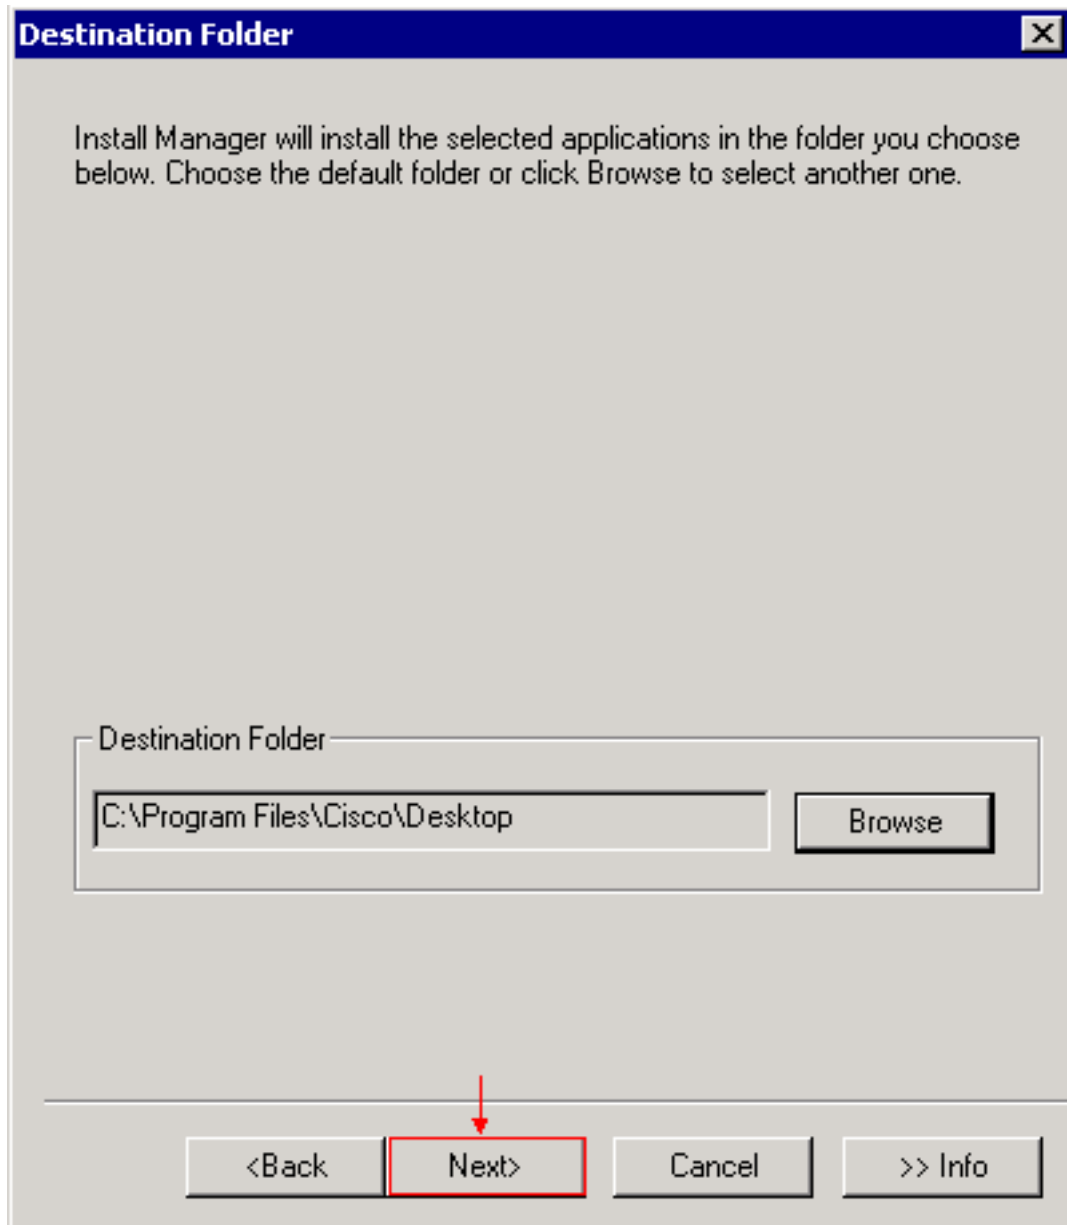 Destination Folder
Install Manager will install the selected applications in the folder you choose
below. Choose the default folder or click Browse to select another one.
Destination Folder
C:\Program Files\Cisco\Desktop
Browse
<Back
Next>
Cancel
>> Info